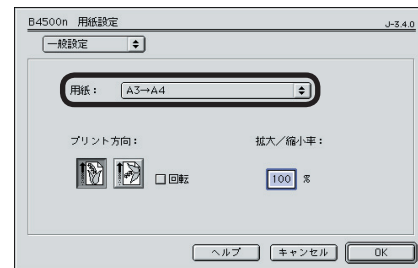 B4500n 用紙設定 J-3.4.0
一般設定
用紙： A3→A4
プリント方向： 拡大／縮小率：
回転 100 %
ヘルプ キャンセル OK